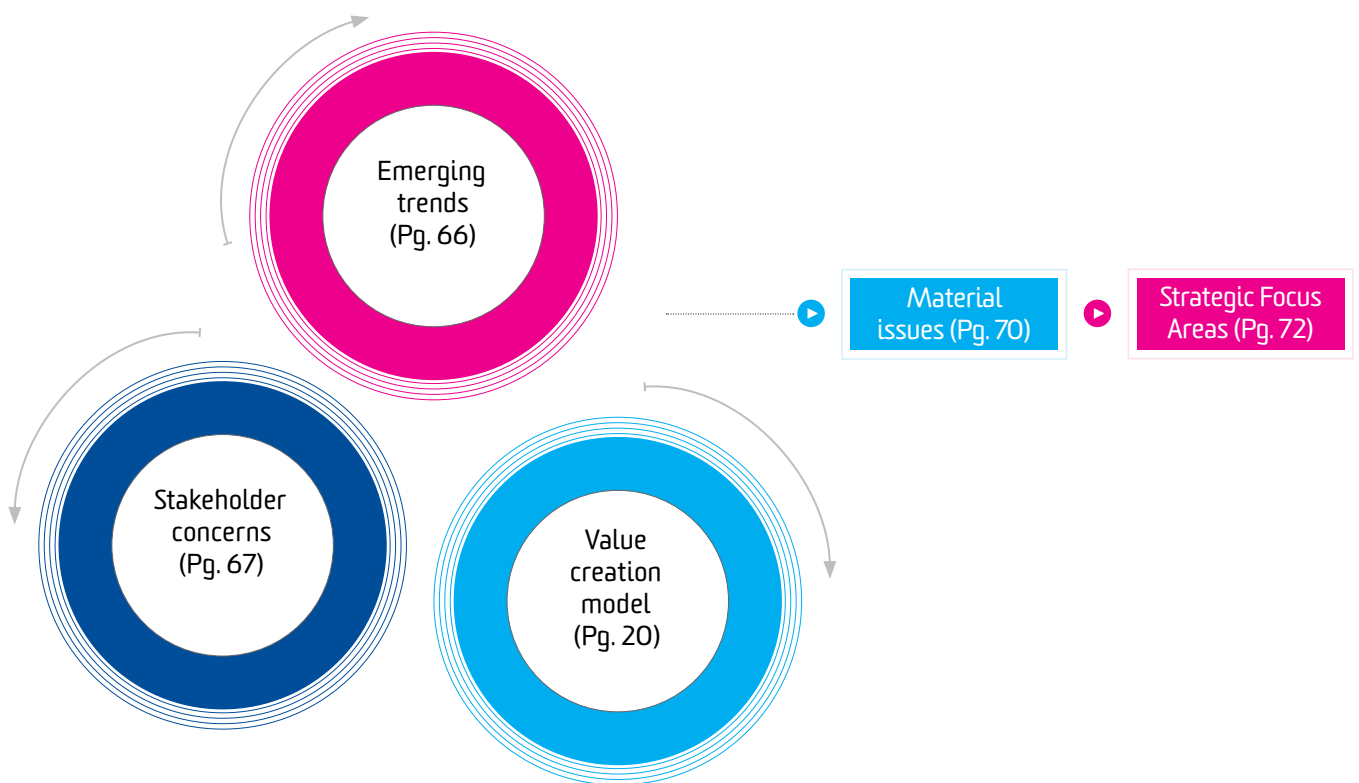 Emerging
trends
(Pg. 66)
Material
issues (Pg. 70)
Strategic Focus
Areas (Pg. 72)
Stakeholder
concerns
(Pg. 67)
Value
creation
model
(Pg. 20)